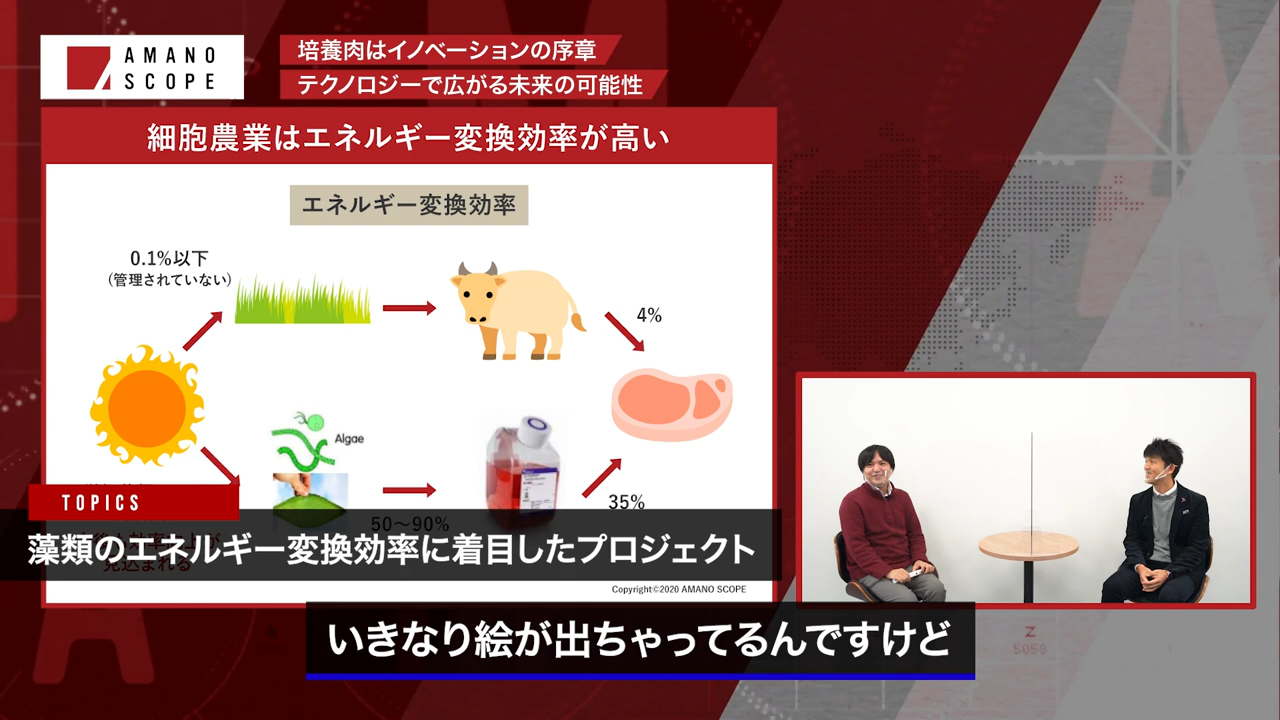 AMANO
SCOPE
培養肉はイノベーションの序章
テクノロジーで広がる未来の可能性
細胞農業はエネルギー変換効率が高い
エネルギー変換効率
0.1%以下
(管理されていない)
4%
Algae
35%
50～90%
TOPICS
藻類のエネルギー変換効率に着目したプロジェクト
見込まれる
Copyright©2020 AMANO SCOPE
いきなり絵が出ちゃってるんですけど
Z
5059